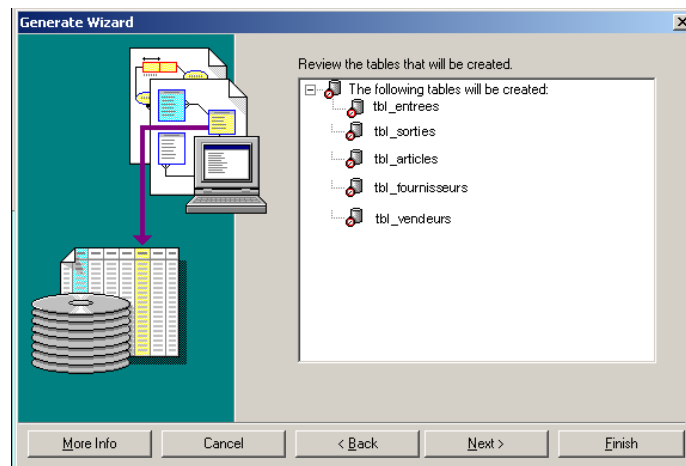 Generate Wizard
Review the tables that will be created.
The following tables will be created:
tbl_entrees
tbl_sorties
tbl_articles
tbl_fournisseurs
tbl_vendeurs
More Info
Cancel
< Back
Next >
Finish